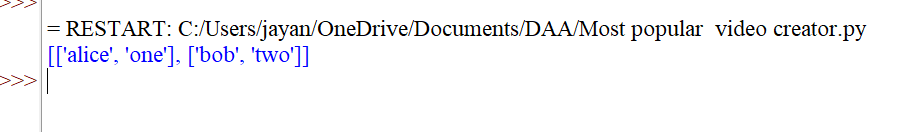 >>>
= RESTART: C:/Users/jayan/OneDrive/Documents/DAA/Most popular  video creator.py
[['alice', 'one'], ['bob', 'two']]
>>>